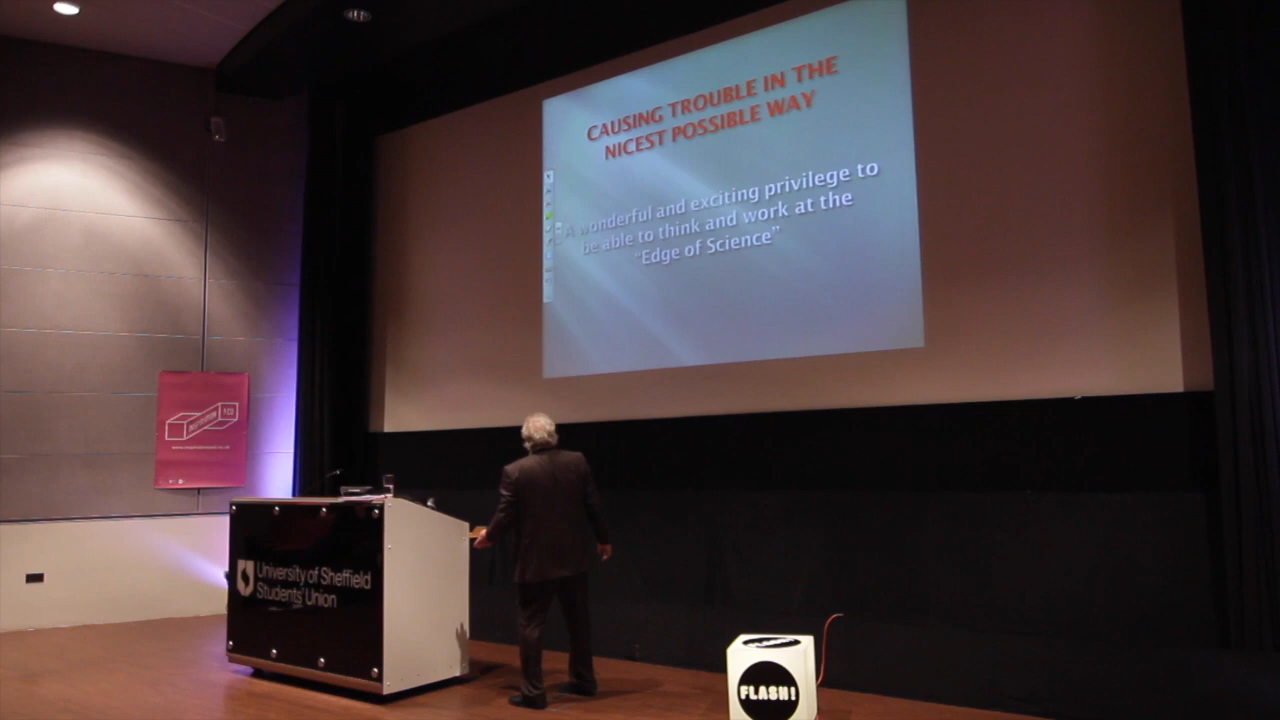 CAUSING TROUBLE IN THE
NICEST POSSIBLE WAY
A wonderful and exciting privilege to
be able to think and work at the
“Edge of Science”
University of Sheffield
Students' Union
FLASH!